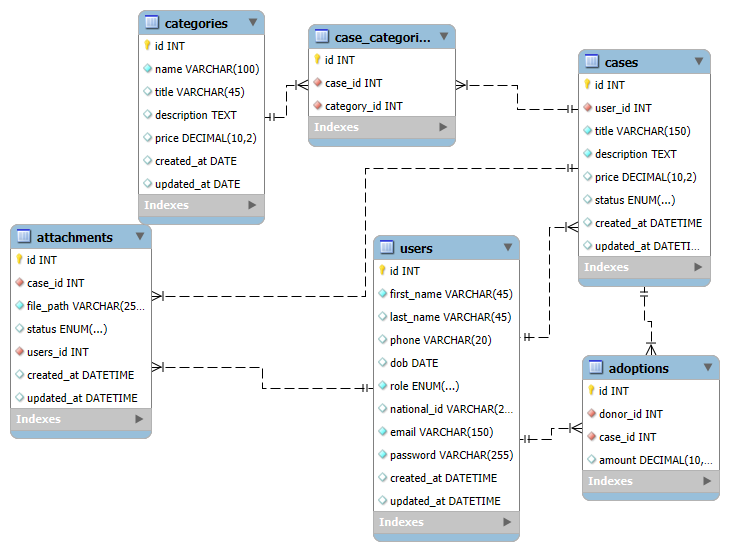 categories
id INT
name VARCHAR(100)
title VARCHAR(45)
description TEXT
price DECIMAL(10,2)
created_at DATE
updated_at DATE
Indexes
case_categori...
id INT
case_id INT
category_id INT
Indexes
cases
id INT
user_id INT
title VARCHAR(150)
description TEXT
price DECIMAL(10,2)
status ENUM(...)
created_at DATETIME
updated_at DATETI...
Indexes
attachments
id INT
case_id INT
file_path VARCHAR(25...
status ENUM(...)
users_id INT
created_at DATETIME
updated_at DATETIME
Indexes
users
id INT
first_name VARCHAR(45)
last_name VARCHAR(45)
phone VARCHAR(20)
dob DATE
role ENUM(...)
national_id VARCHAR(2...
email VARCHAR(150)
password VARCHAR(255)
created_at DATETIME
updated_at DATETIME
Indexes
adoptions
id INT
donor_id INT
case_id INT
amount DECIMAL(10,...
Indexes